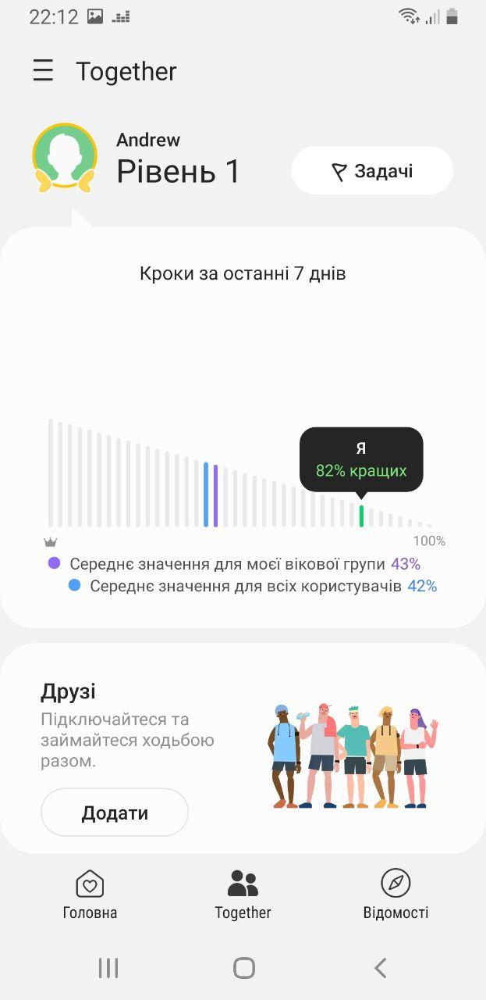 22:12
Together
Andrew
Рівень 1
Задачі
Кроки за останні 7 днів
Я
82% кращих
100%
Середнє значення для моєї вікової групи 43%
Середнє значення для всіх користувачів 42%
Друзі
Підключайтеся та
займайтеся ходьбою
разом.
Додати
Головна
Together
Відомості